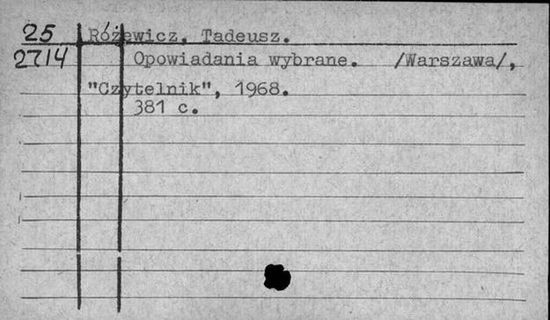 25 Różewicz, Tadeusz.
2714 Opowiadania wybrane. /Warszawa/,
"Czytelnik", 1968.
381 c.